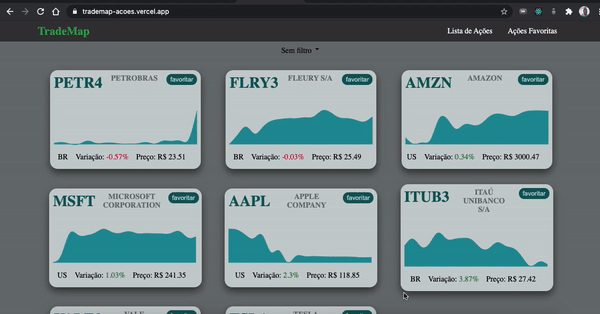 trademap-acoes.vercel.app
TradeMap
Lista de Ações
Ações Favoritas
Sem filtro
PETR4
PETROBRAS
favoritar
BR Variação: -0.57% Preço: R$ 23.51
FLRY3
FLEURY S/A
favoritar
BR Variação: -0.03% Preço: R$ 25.49
AMZN
AMAZON
favoritar
US Variação: 0.34% Preço: R$ 3000.47
MSFT
MICROSOFT
CORPORATION
favoritar
US Variação: 1.03% Preço: R$ 241.35
AAPL
APPLE
COMPANY
favoritar
US Variação: 2.3% Preço: R$ 118.85
ITUB3
ITAÚ
UNIBANCO
S/A
favoritar
BR Variação: 3.87% Preço: R$ 27.42
VALE
TESLA